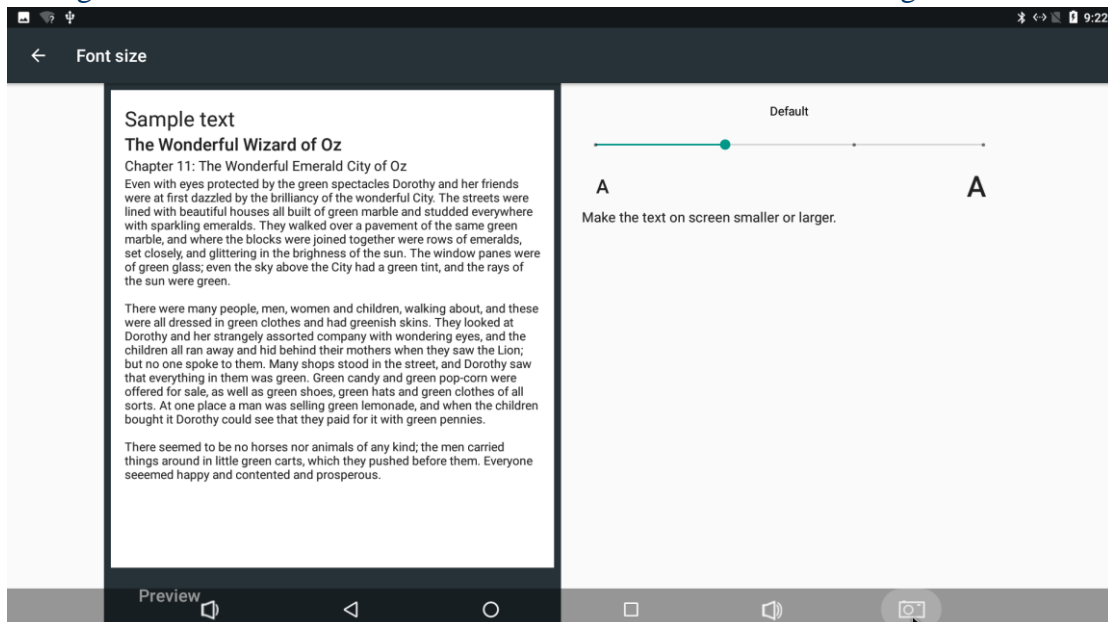 9:22
Font size
Sample text
The Wonderful Wizard of Oz
Chapter 11: The Wonderful Emerald City of Oz
Even with eyes protected by the green spectacles Dorothy and her friends
were at first dazzled by the brilliancy of the wonderful City. The streets were
lined with beautiful houses all built of green marble and studded everywhere
with sparkling emeralds. They walked over a pavement of the same green
marble, and where the blocks were joined together were rows of emeralds,
set closely, and glittering in the brighness of the sun. The window panes were
of green glass; even the sky above the City had a green tint, and the rays of
the sun were green.
There were many people, men, women and children, walking about, and these
were all dressed in green clothes and had greenish skins. They looked at
Dorothy and her strangely assorted company with wondering eyes, and the
children all ran away and hid behind their mothers when they saw the Lion;
but no one spoke to them. Many shops stood in the street, and Dorothy saw
that everything in them was green. Green candy and green pop-corn were
offered for sale, as well as green shoes, green hats and green clothes of all
sorts. At one place a man was selling green lemonade, and when the children
bought it Dorothy could see that they paid for it with green pennies.
There seemed to be no horses nor animals of any kind; the men carried
things around in little green carts, which they pushed before them. Everyone
seeemed happy and contented and prosperous.
Preview
Default
A
A
Make the text on screen smaller or larger.